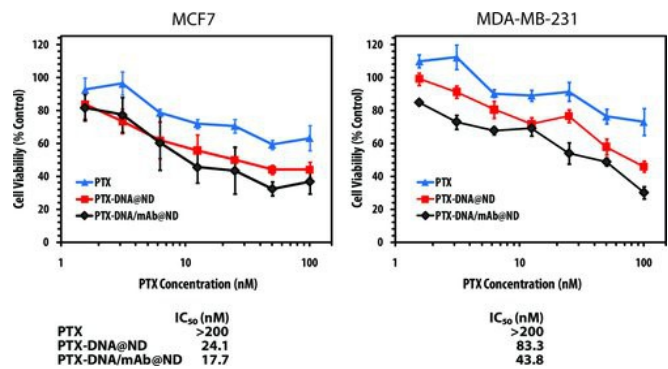 MCF7
MDA-MB-231
120
100
80
60
40
20
0
Cell Viability (% Control)
PTX
PTX-DNA@ND
PTX-DNA/mAb@ND
1
10
100
PTX Concentration (nM)
120
100
80
60
40
20
0
Cell Viability (% Control)
PTX
PTX-DNA@ND
PTX-DNA/mAb@ND
1
10
100
PTX Concentration (nM)
IC₅₀ (nM) IC₅₀ (nM)
PTX >200 >200
PTX-DNA@ND 24.1 83.3
PTX-DNA/mAb@ND 17.7 43.8